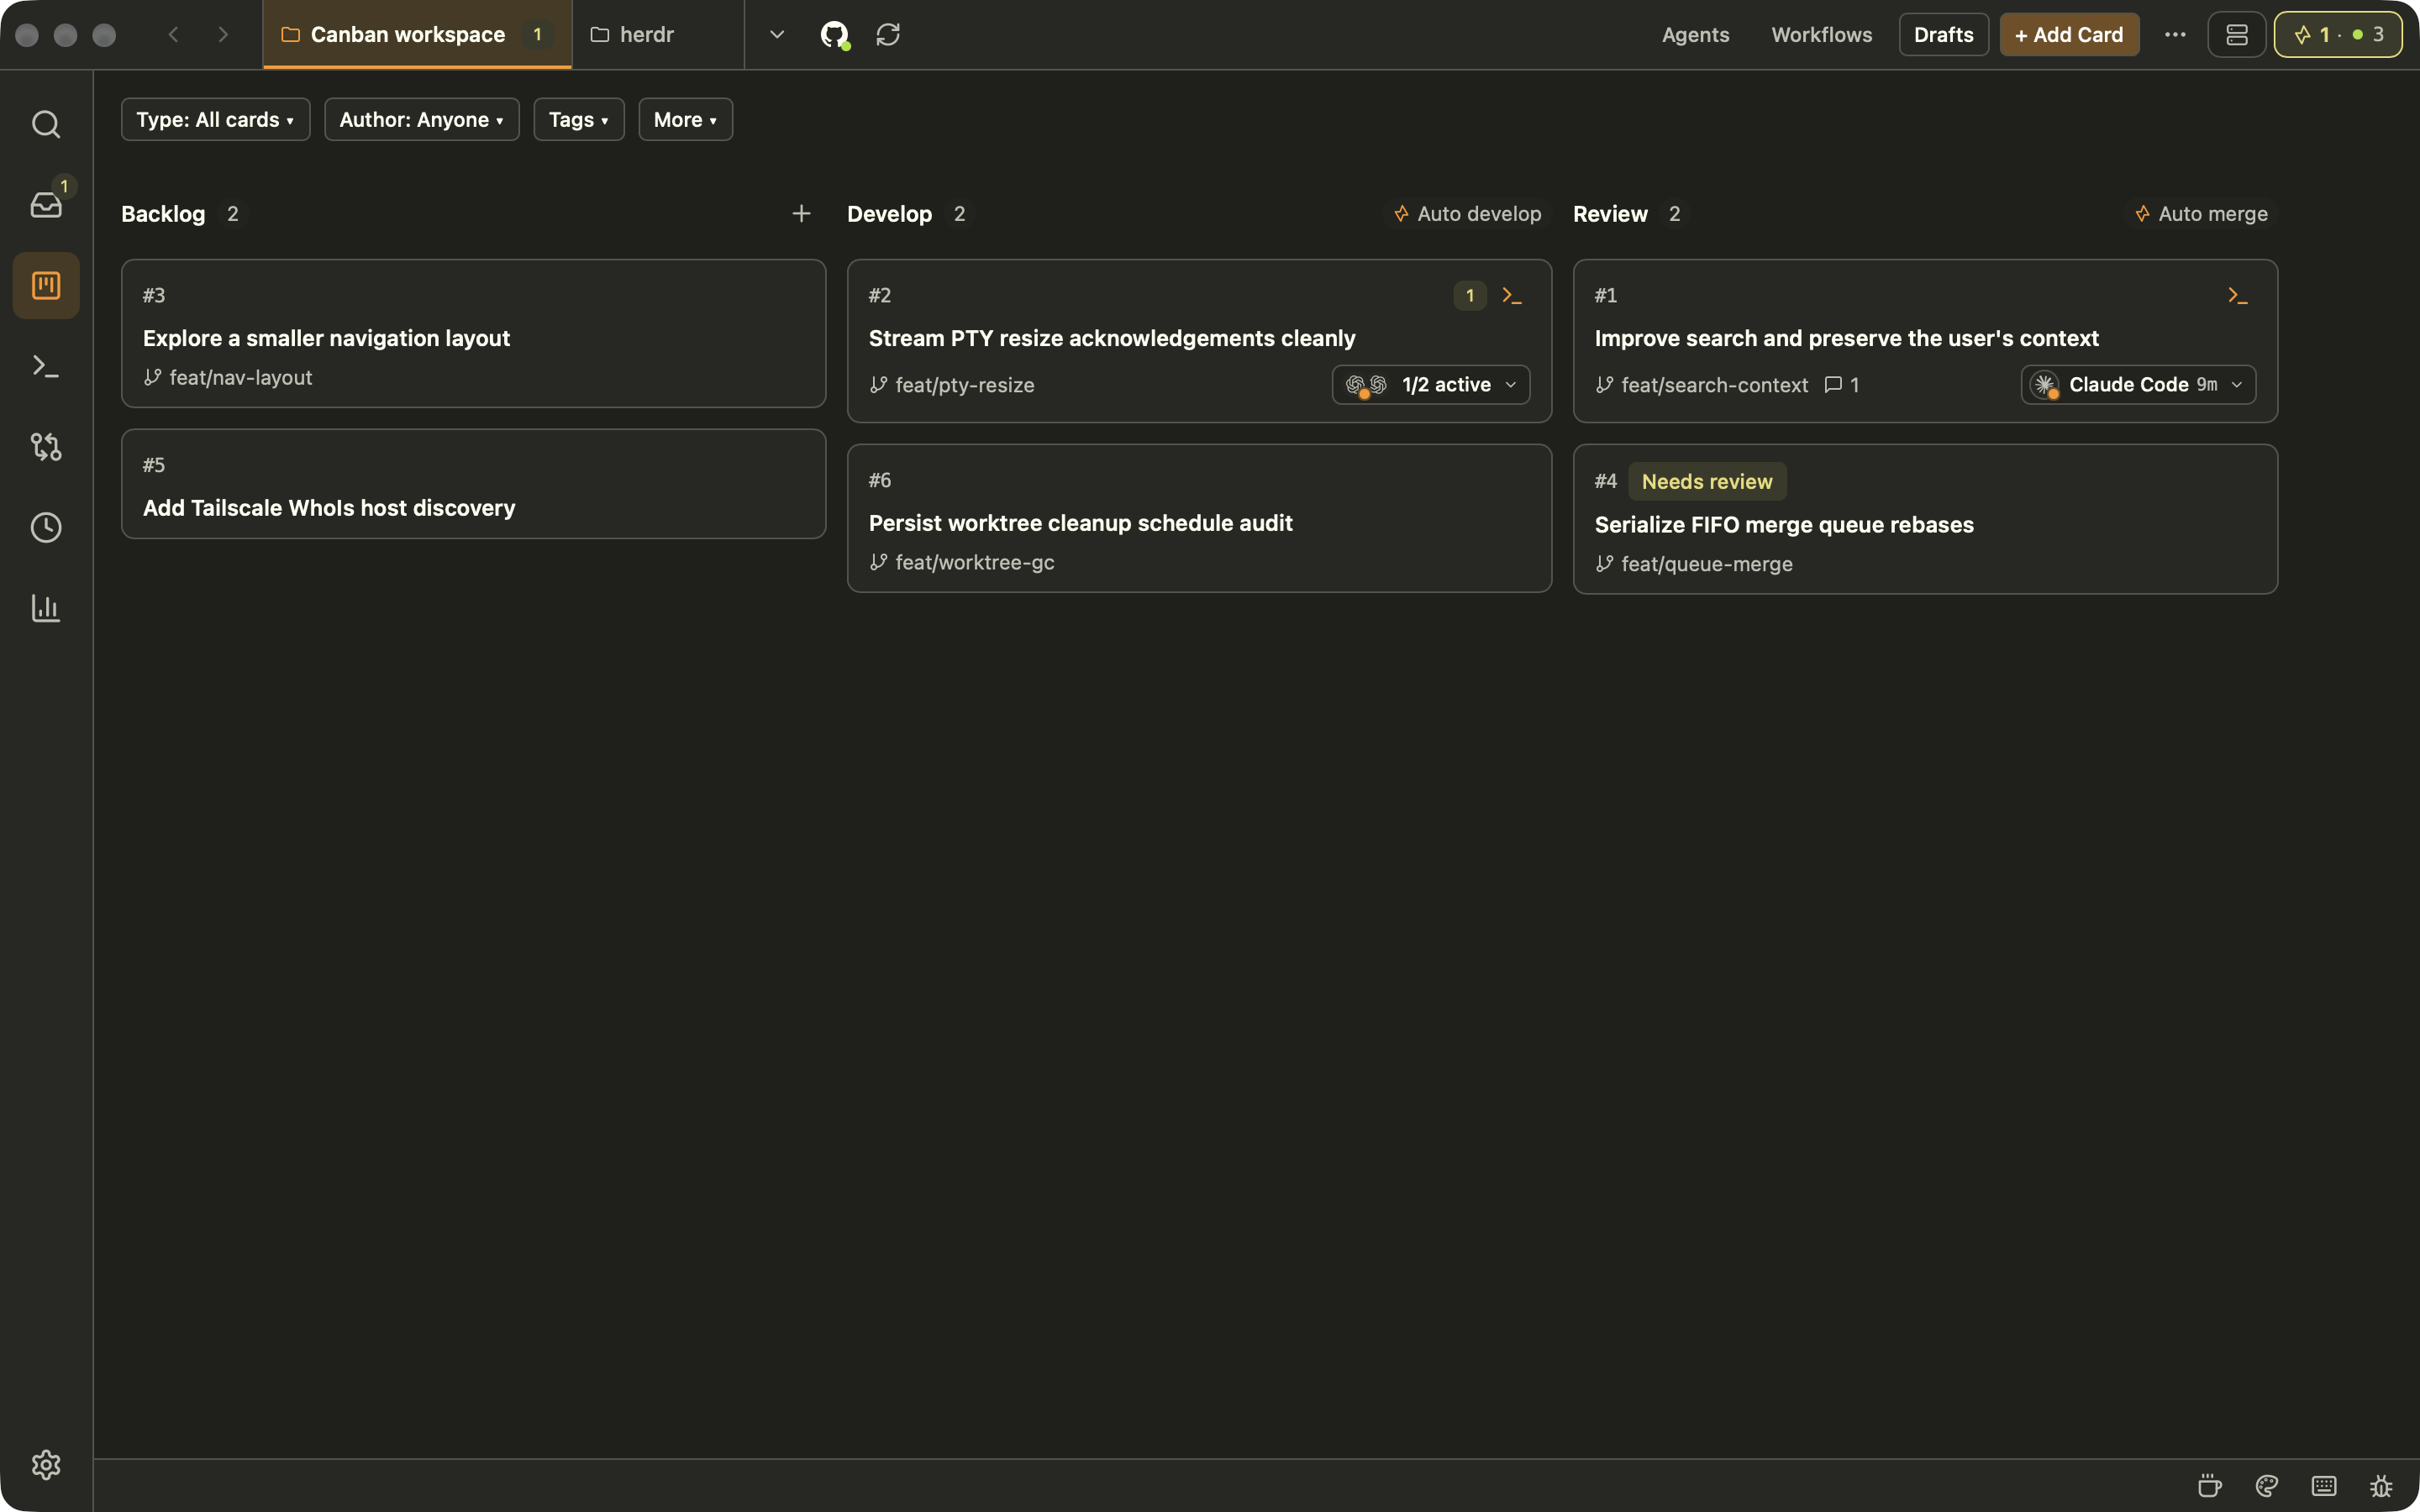 Canban workspace 1 herdr Agents Workflows Drafts + Add Card 1 · 3
Type: All cards Author: Anyone Tags More
1
Backlog 2
#3
Explore a smaller navigation layout
feat/nav-layout
#5
Add Tailscale WhoIs host discovery
Develop 2 Auto develop
#2 1
Stream PTY resize acknowledgements cleanly
feat/pty-resize 1/2 active
#6
Persist worktree cleanup schedule audit
feat/worktree-gc
Review 2 Auto merge
#1
Improve search and preserve the user's context
feat/search-context 1 Claude Code 9m
#4 Needs review
Serialize FIFO merge queue rebases
feat/queue-merge